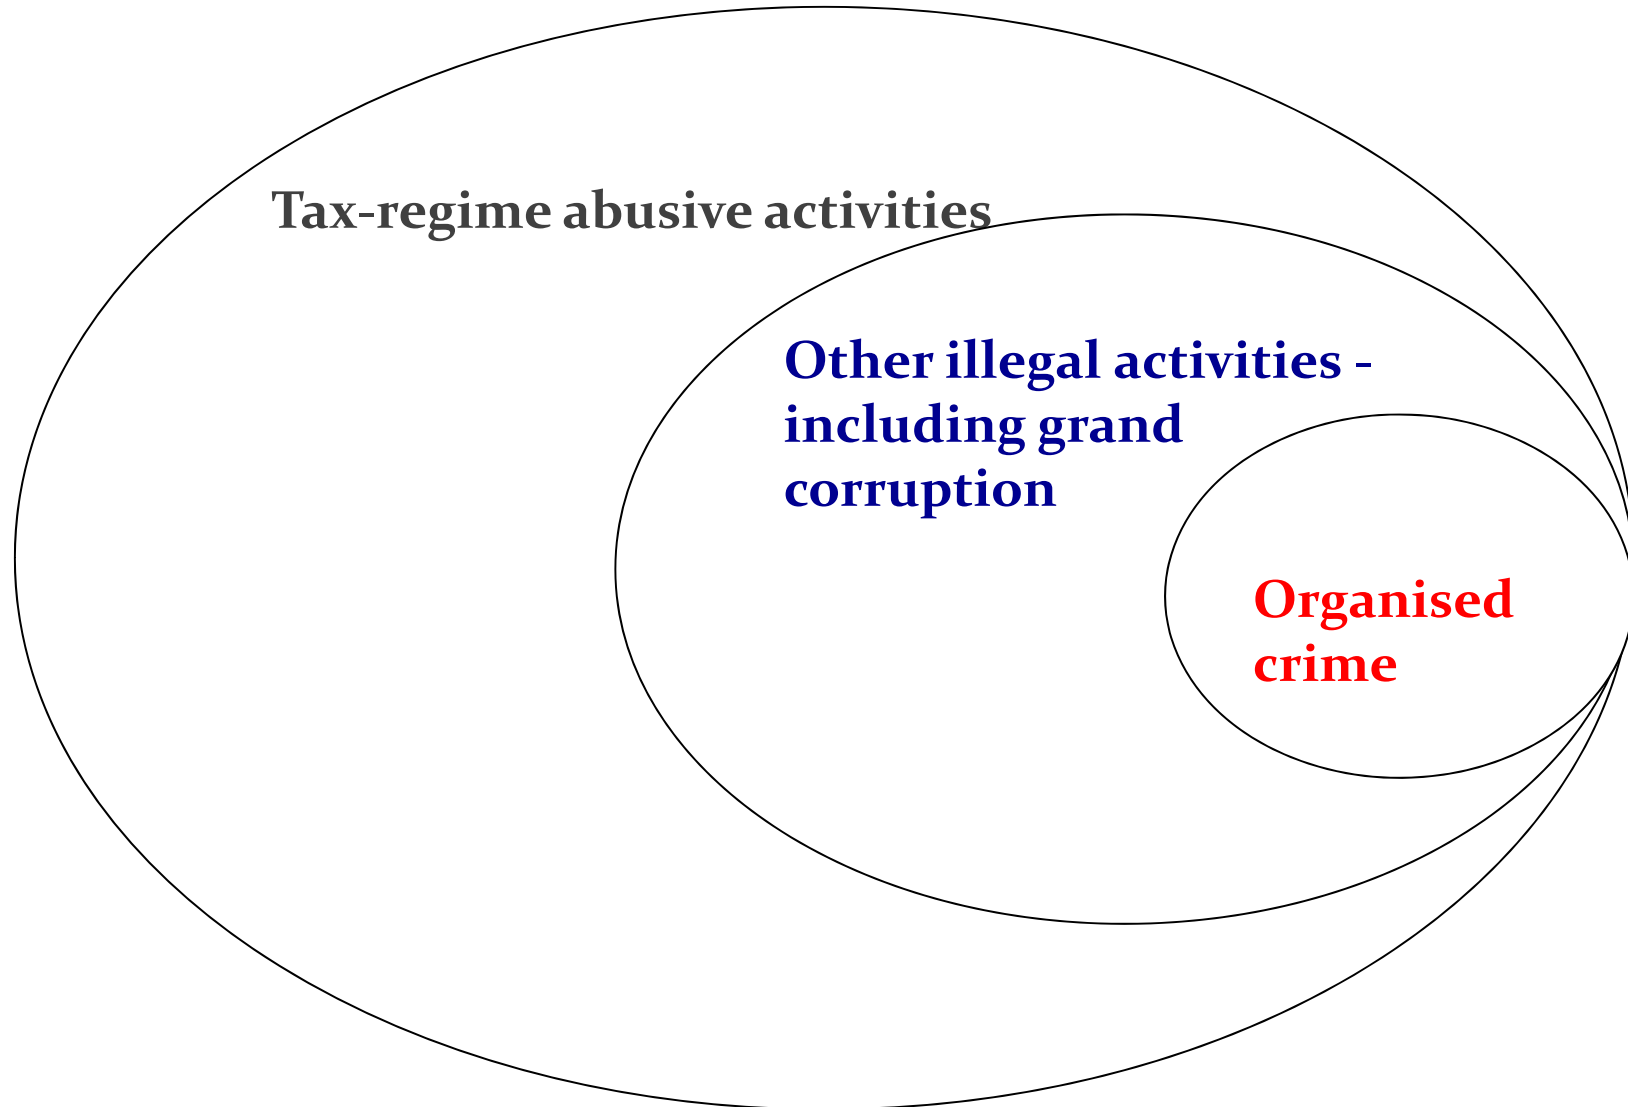 Tax-regime abusive activities
Other illegal activities -
including grand
corruption
Organised
crime